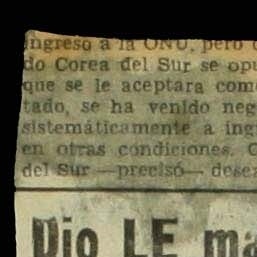 ingreso a la ONU, pero
do Corea del Sur se opu
que se le aceptara com
tado, se ha venido neg
sistemáticamente a ing
en otras condiciones. C
del Sur —precisó— desea
Dio LE ma